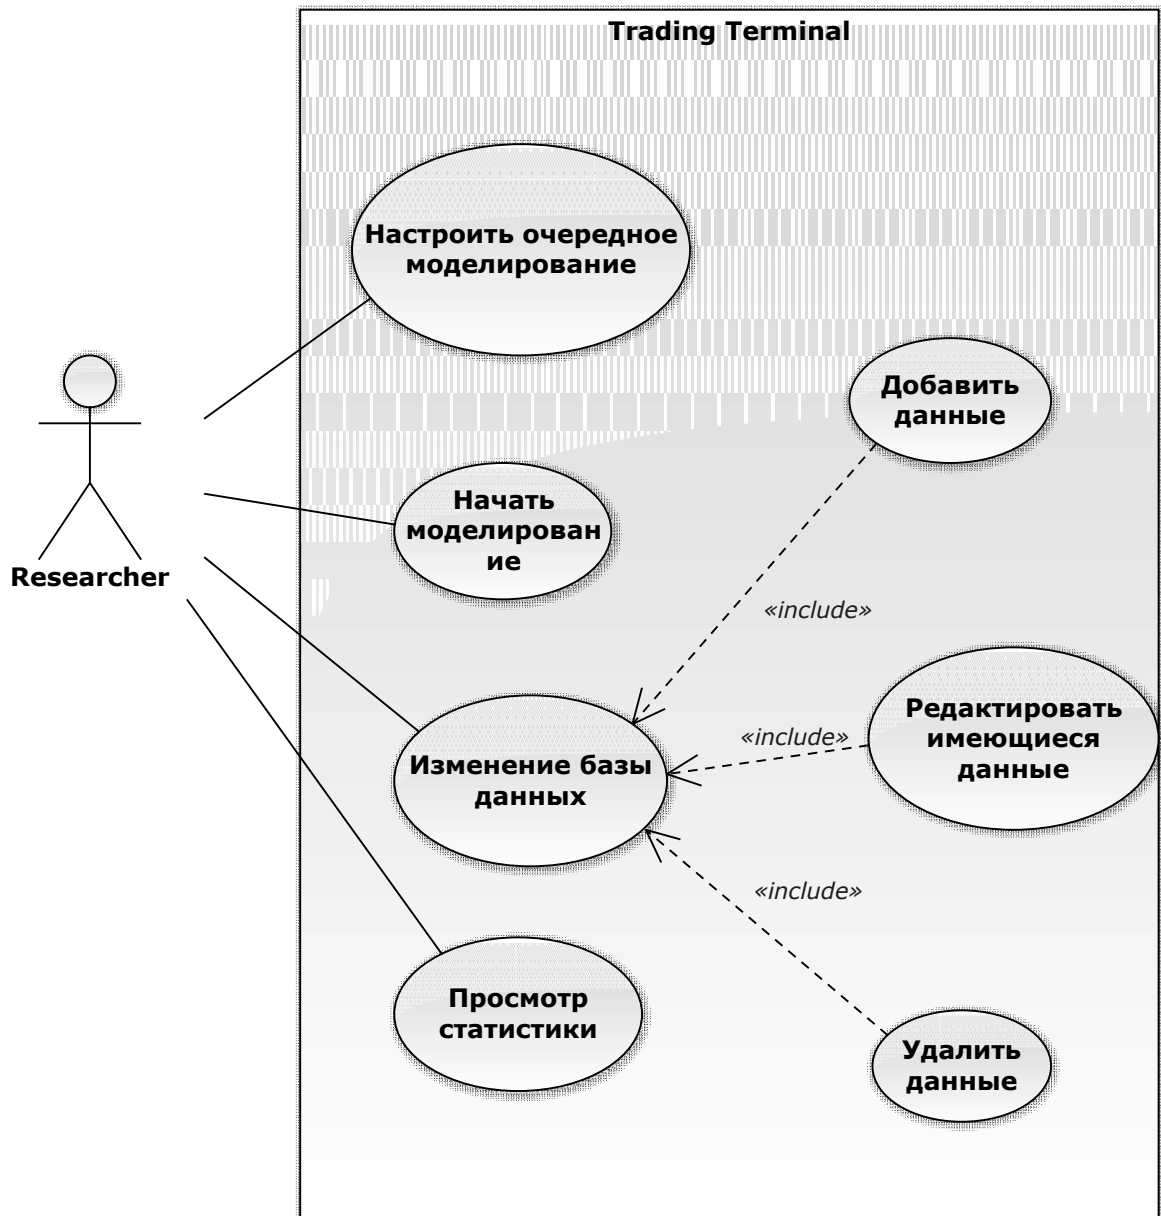 Trading Terminal
Настроить очередное
моделирование
Добавить
данные
Начать
моделирован
ие
Researcher
«include»
Редактировать
имеющиеся
данные
«include»
Изменение базы
данных
«include»
Просмотр
статистики
Удалить
данные